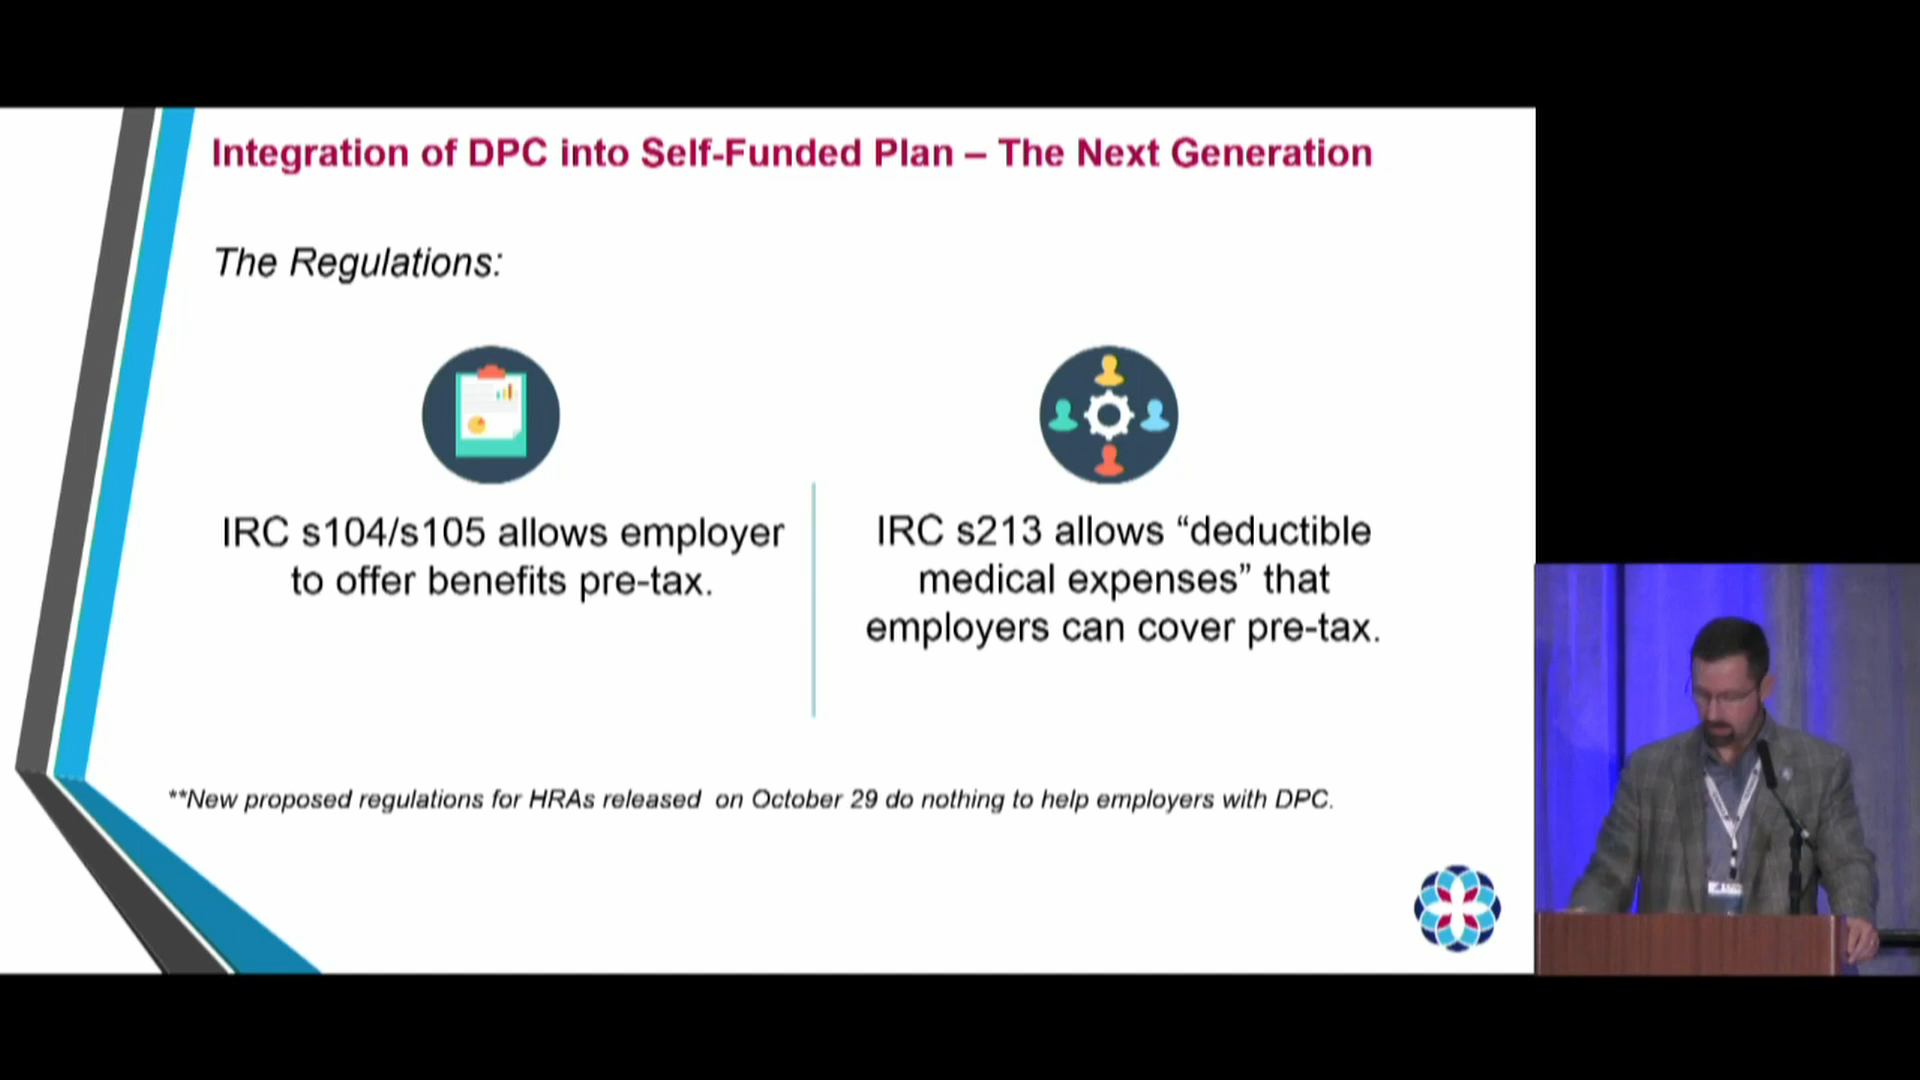 Integration of DPC into Self-Funded Plan – The Next Generation
The Regulations:
IRC s104/s105 allows employer
to offer benefits pre-tax.
IRC s213 allows “deductible
medical expenses” that
employers can cover pre-tax.
**New proposed regulations for HRAs released  on October 29 do nothing to help employers with DPC.